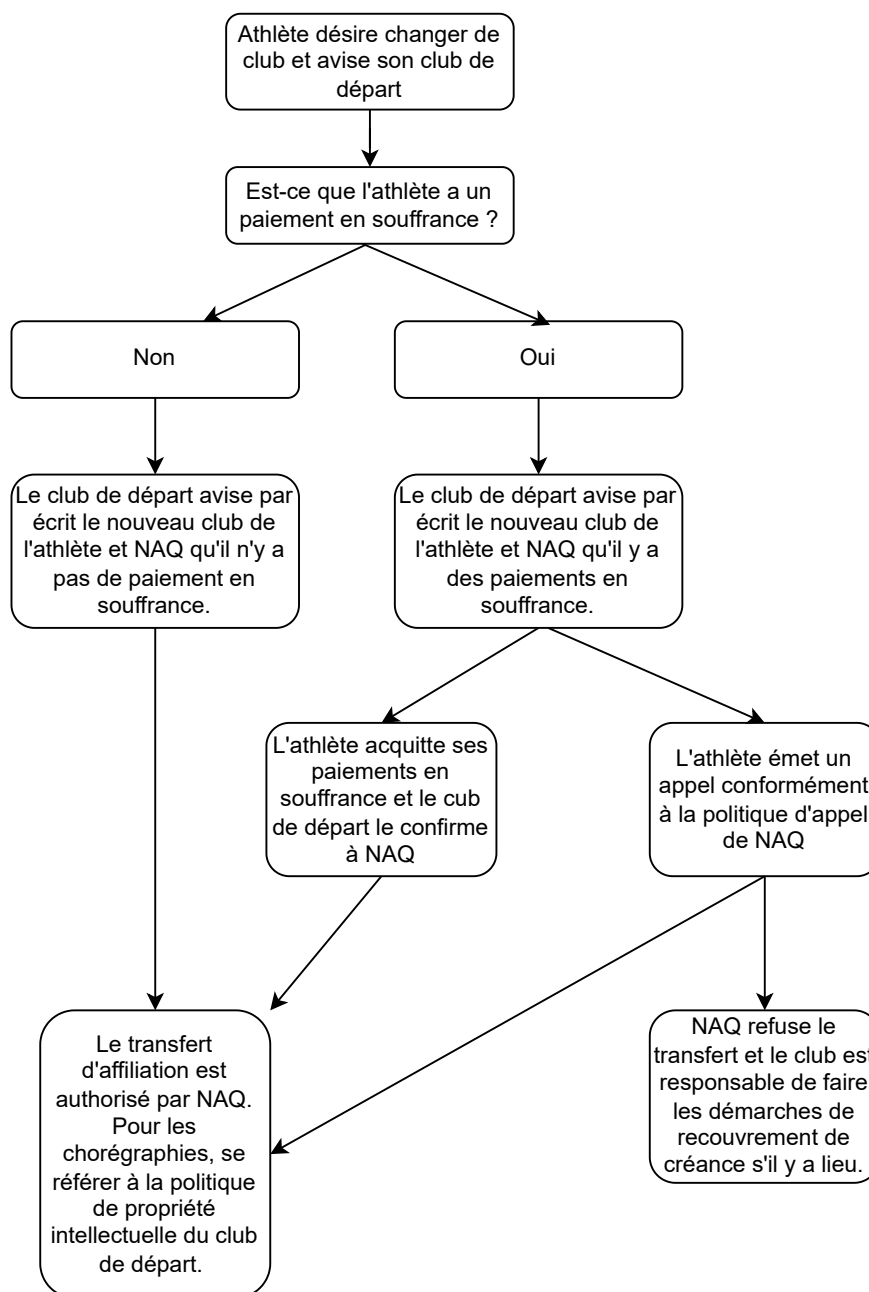 Athlète désire changer de
club et avise son club de
départ
Est-ce que l'athlète a un
paiement en souffrance ?
Non
Oui
Le club de départ avise par
écrit le nouveau club de
l'athlète et NAQ qu'il n'y a
pas de paiement en
souffrance.
Le club de départ avise par
écrit le nouveau club de
l'athlète et NAQ qu'il y a
des paiements en
souffrance.
L'athlète acquitte ses
paiements en
souffrance et le cub
de départ le confirme
à NAQ
L'athlète émet un
appel conformément
à la politique d'appel
de NAQ
Le transfert
d'affiliation est
authorisé par NAQ.
Pour les
chorégraphies, se
référer à la politique
de propriété
intellectuelle du club
de départ.
NAQ refuse le
transfert et le club est
responsable de faire
les démarches de
recouvrement de
créance s'il y a lieu.